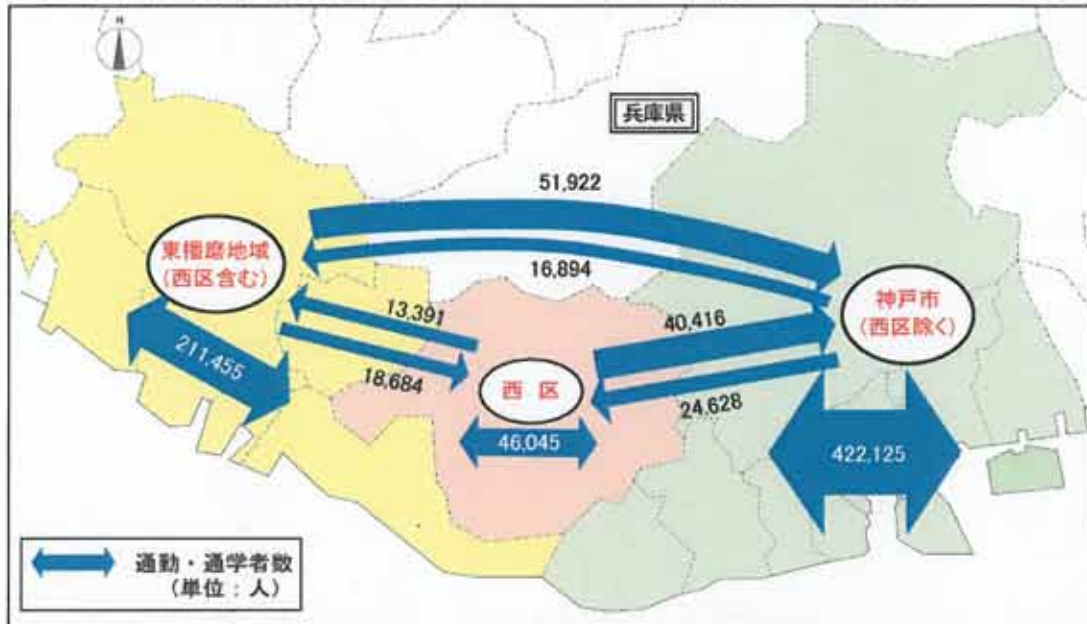 N
兵庫県
51,922
東播磨地域
(西区含む)
16,894
神戸市
(西区除く)
13,391
40,416
211,455
18,684
西区
24,628
46,045
422,125
通勤・通学者数
(単位:人)